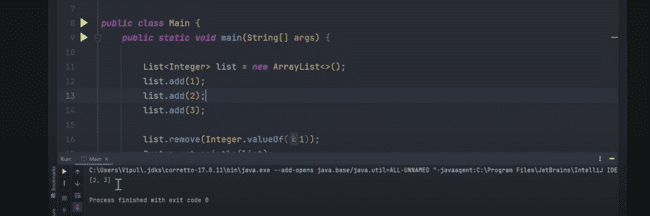 7
8 public class Main {
9 public static void main(String[] args) {
10
11 List<Integer> list = new ArrayList<>();
12 list.add(1);
13 list.add(2);
14 list.add(3);
15
16 list.remove(Integer.valueOf( i: 1));
Run: Main
C:\Users\Vipul\.jdks\corretto-17.0.11\bin\java.exe --add-opens java.base/java.util=ALL-UNNAMED "-javaagent:C:\Program Files\JetBrains\IntelliJ IDE
[2, 3]
Process finished with exit code 0